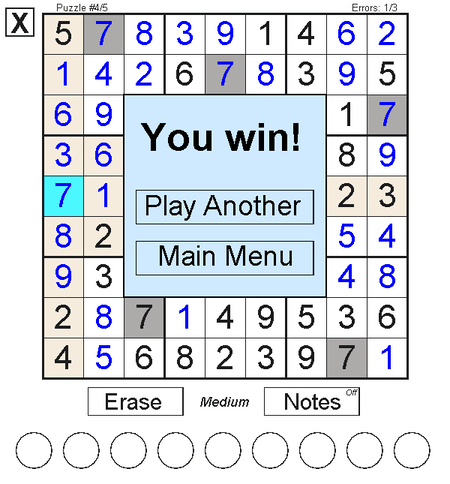 Puzzle #4/5 Errors: 1/3
X
5 7 8 3 9 1 4 6 2
1 4 2 6 7 8 3 9 5
6 9 1 7
You win!
3 6 8 9
7 1 Play Another 2 3
8 2 5 4
Main Menu
9 3 4 8
2 8 7 1 4 9 5 3 6
4 5 6 8 2 3 9 7 1
Erase Medium Notes Off